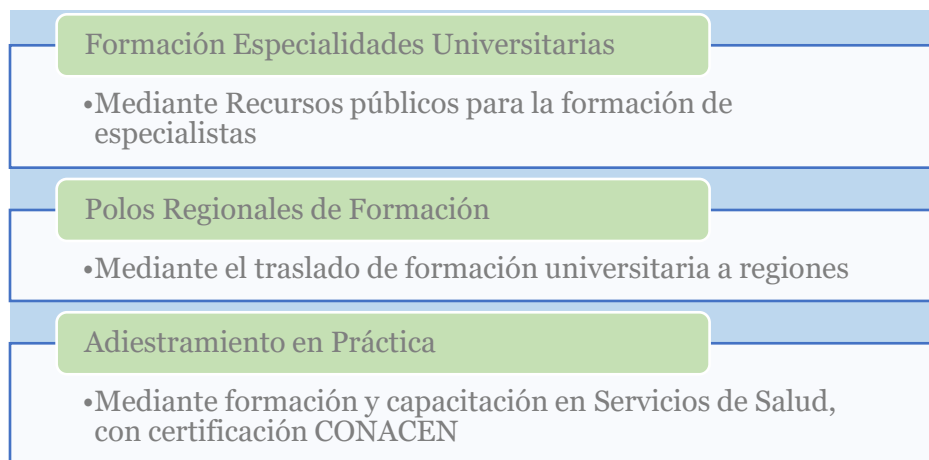 Formación Especialidades Universitarias
•Mediante Recursos públicos para la formación de
especialistas
Polos Regionales de Formación
•Mediante el traslado de formación universitaria a regiones
Adiestramiento en Práctica
•Mediante formación y capacitación en Servicios de Salud,
con certificación CONACEN